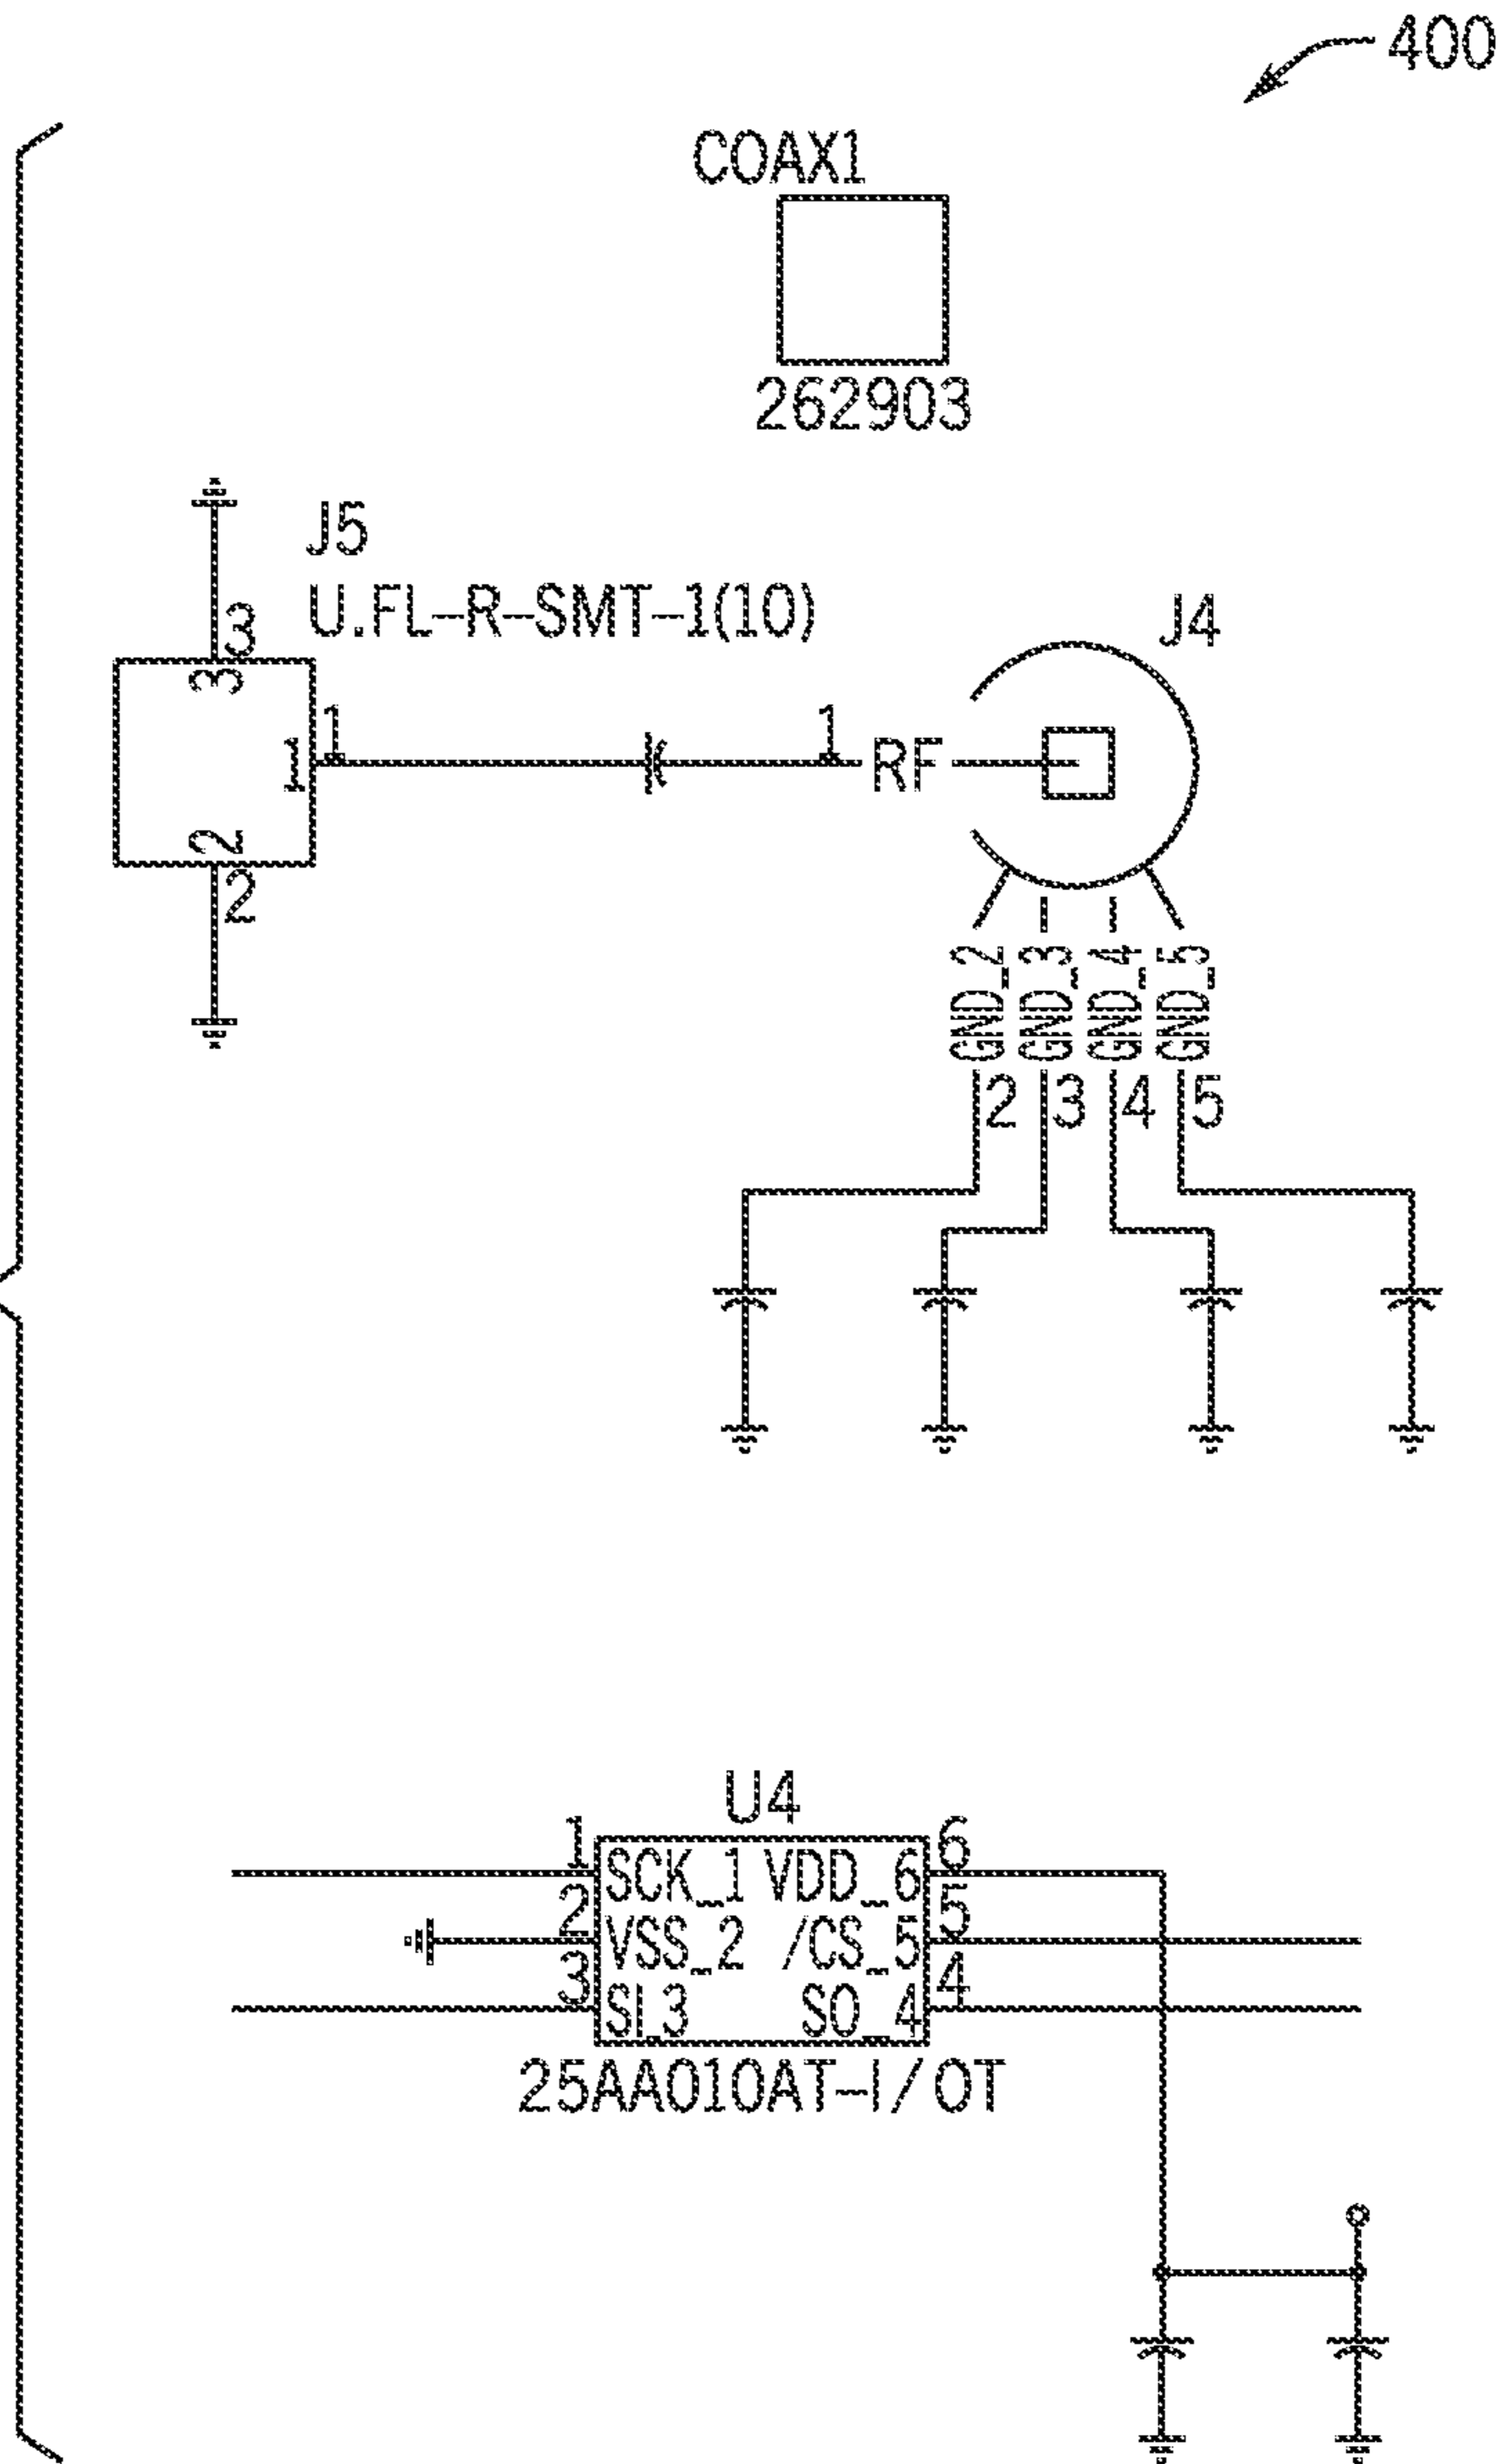 400
COAX1
262903
J5
U.FL-R-SMT-1(10)
J4
3
3
1
1
1
RF
2
2
GND_2
GND_3
GND_4
GND_5
2
3
4
5
U4
1
SCK_1
VDD_6
6
2
VSS_2
/CS_5
5
3
SI_3
SO_4
4
25AA010AT-I/OT